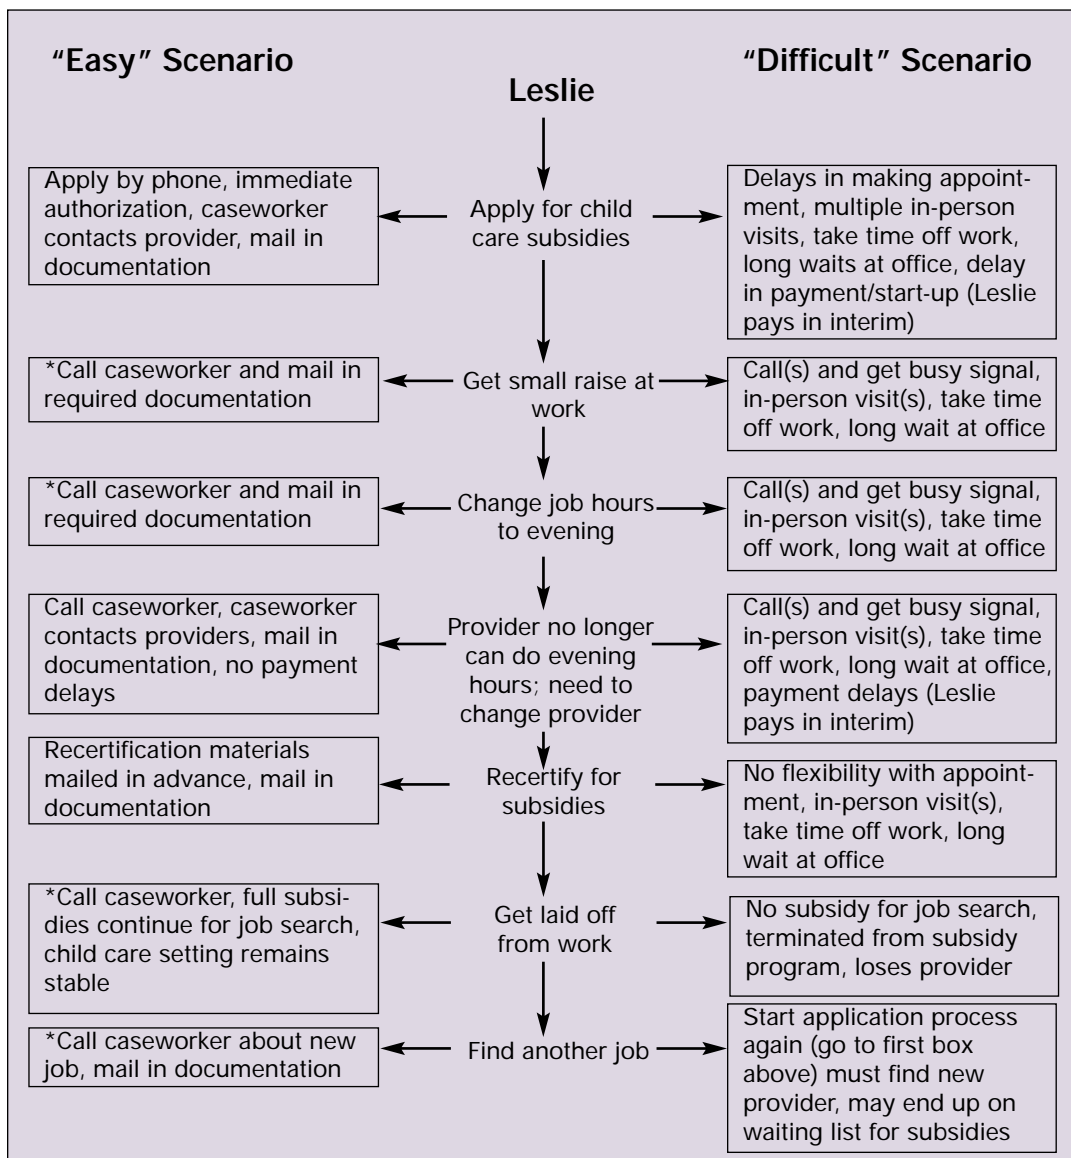 “Easy” Scenario
“Difficult” Scenario
Leslie
Apply by phone, immediate
authorization, caseworker
contacts provider, mail in
documentation
Apply for child
care subsidies
Delays in making appoint-
ment, multiple in-person
visits, take time off work,
long waits at office, delay
in payment/start-up (Leslie
pays in interim)
*Call caseworker and mail in
required documentation
Get small raise at
work
Call(s) and get busy signal,
in-person visit(s), take time
off work, long wait at office
*Call caseworker and mail in
required documentation
Change job hours
to evening
Call(s) and get busy signal,
in-person visit(s), take time
off work, long wait at office
Call caseworker, caseworker
contacts providers, mail in
documentation, no payment
delays
Provider no longer
can do evening
hours; need to
change provider
Call(s) and get busy signal,
in-person visit(s), take time
off work, long wait at office,
payment delays (Leslie
pays in interim)
Recertification materials
mailed in advance, mail in
documentation
Recertify for
subsidies
No flexibility with appoint-
ment, in-person visit(s),
take time off work, long
wait at office
*Call caseworker, full subsi-
dies continue for job search,
child care setting remains
stable
Get laid off
from work
No subsidy for job search,
terminated from subsidy
program, loses provider
*Call caseworker about new
job, mail in documentation
Find another job
Start application process
again (go to first box
above) must find new
provider, may end up on
waiting list for subsidies